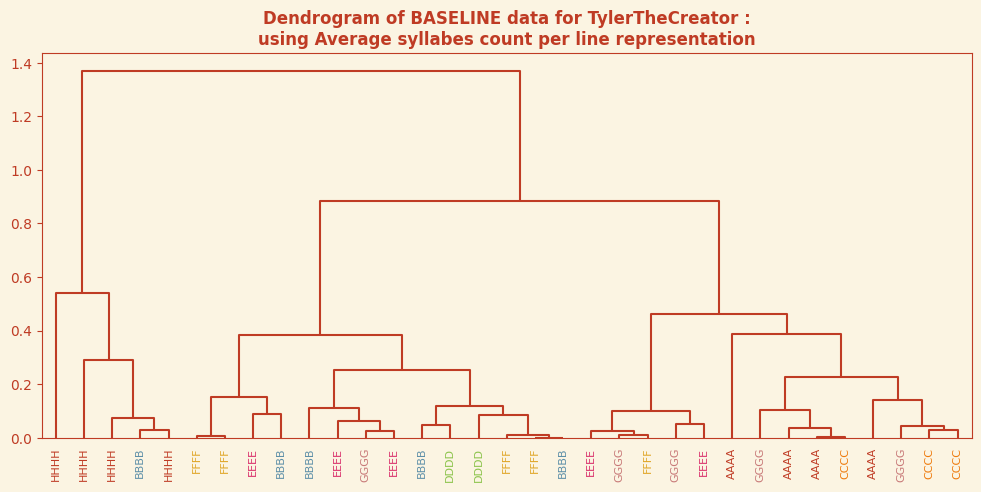 Dendrogram of BASELINE data for TylerTheCreator :
using Average syllabes count per line representation
1.4
1.2
1.0
0.8
0.6
0.4
0.2
0.0
HHHH
HHHH
HHHH
BBBB
HHHH
FFFF
FFFF
EEEE
BBBB
BBBB
EEEE
GGGG
EEEE
BBBB
DDDD
DDDD
FFFF
FFFF
BBBB
EEEE
GGGG
FFFF
GGGG
EEEE
AAAA
GGGG
AAAA
AAAA
CCCC
AAAA
GGGG
CCCC
CCCC